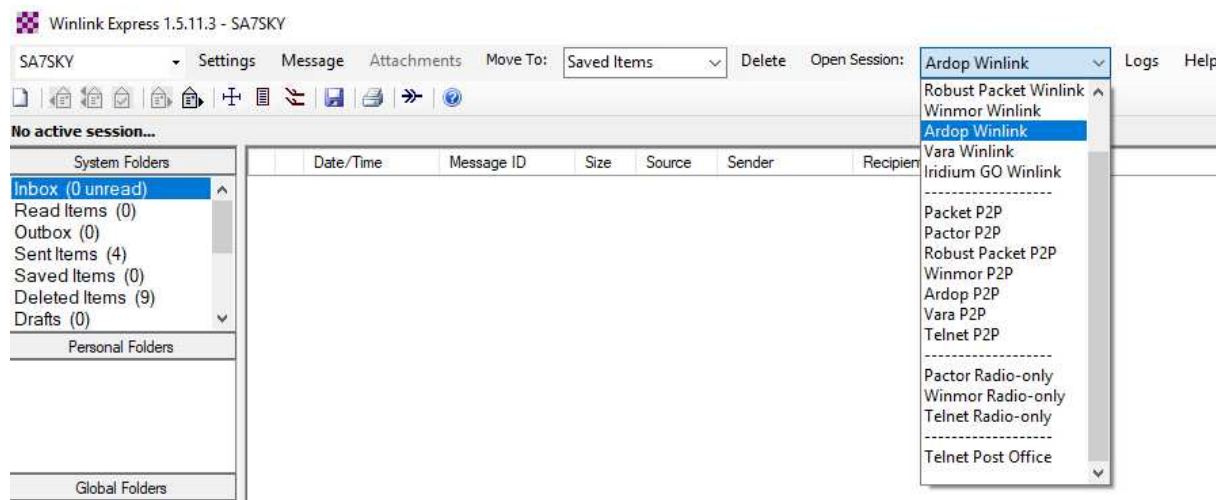 Winlink Express 1.5.11.3 - SA7SKY
SA7SKY Settings Message Attachments Move To: Saved Items Delete Open Session: Ardop Winlink Logs Help
No active session...
System Folders
Inbox (0 unread)
Read Items (0)
Outbox (0)
Sent Items (4)
Saved Items (0)
Deleted Items (9)
Drafts (0)
Personal Folders
Global Folders
Date/Time Message ID Size Source Sender Recipien
Robust Packet Winlink
Winmor Winlink
Ardop Winlink
Vara Winlink
Iridium GO Winlink
-------------------
Packet P2P
Pactor P2P
Robust Packet P2P
Winmor P2P
Ardop P2P
Vara P2P
Telnet P2P
-------------------
Pactor Radio-only
Winmor Radio-only
Telnet Radio-only
-------------------
Telnet Post Office